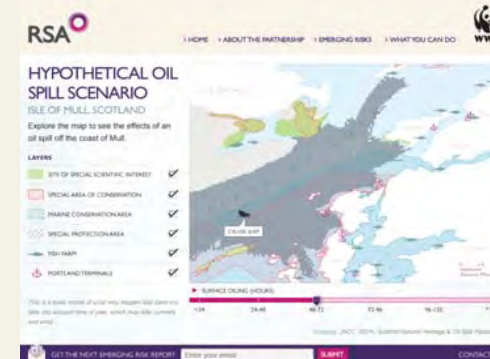 RSA
› HOME › ABOUT THE PARTNERSHIP › EMERGING RISKS › WHAT YOU CAN DO
WW
HYPOTHETICAL OIL
SPILL SCENARIO
ISLE OF MULL, SCOTLAND
Explore the map to see the effects of an
oil spill off the coast of Mull.
LAYERS
SITE OF SPECIAL SCIENTIFIC INTEREST
SPECIAL AREA OF CONSERVATION
MARINE CONSERVATION AREA
SPECIAL PROTECTION AREA
FISH FARM
PORTS AND TERMINALS
CRUISE SHIP
SURFACE OILING (HOURS)
<24 24-48 48-72 72-96 96-120
GET THE NEXT EMERGING RISK REPORT Enter your email SUBMIT CONTACT